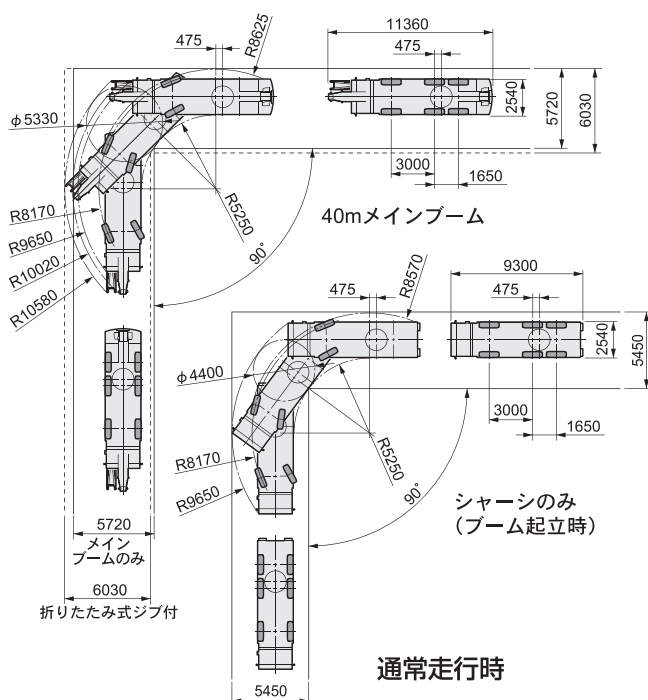 11360
475
R8625
475
2540
5720
6030
φ5330
3000
1650
R5250
40mメインブーム
R8170
R9650
R10020
R10580
90°
9300
475
R8570
475
2540
5450
φ4400
3000
1650
R5250
R8170
R9650
90°
シャーシのみ
（ブーム起立時）
5720
メイン
ブームのみ
6030
折りたたみ式ジブ付
通常走行時
5450